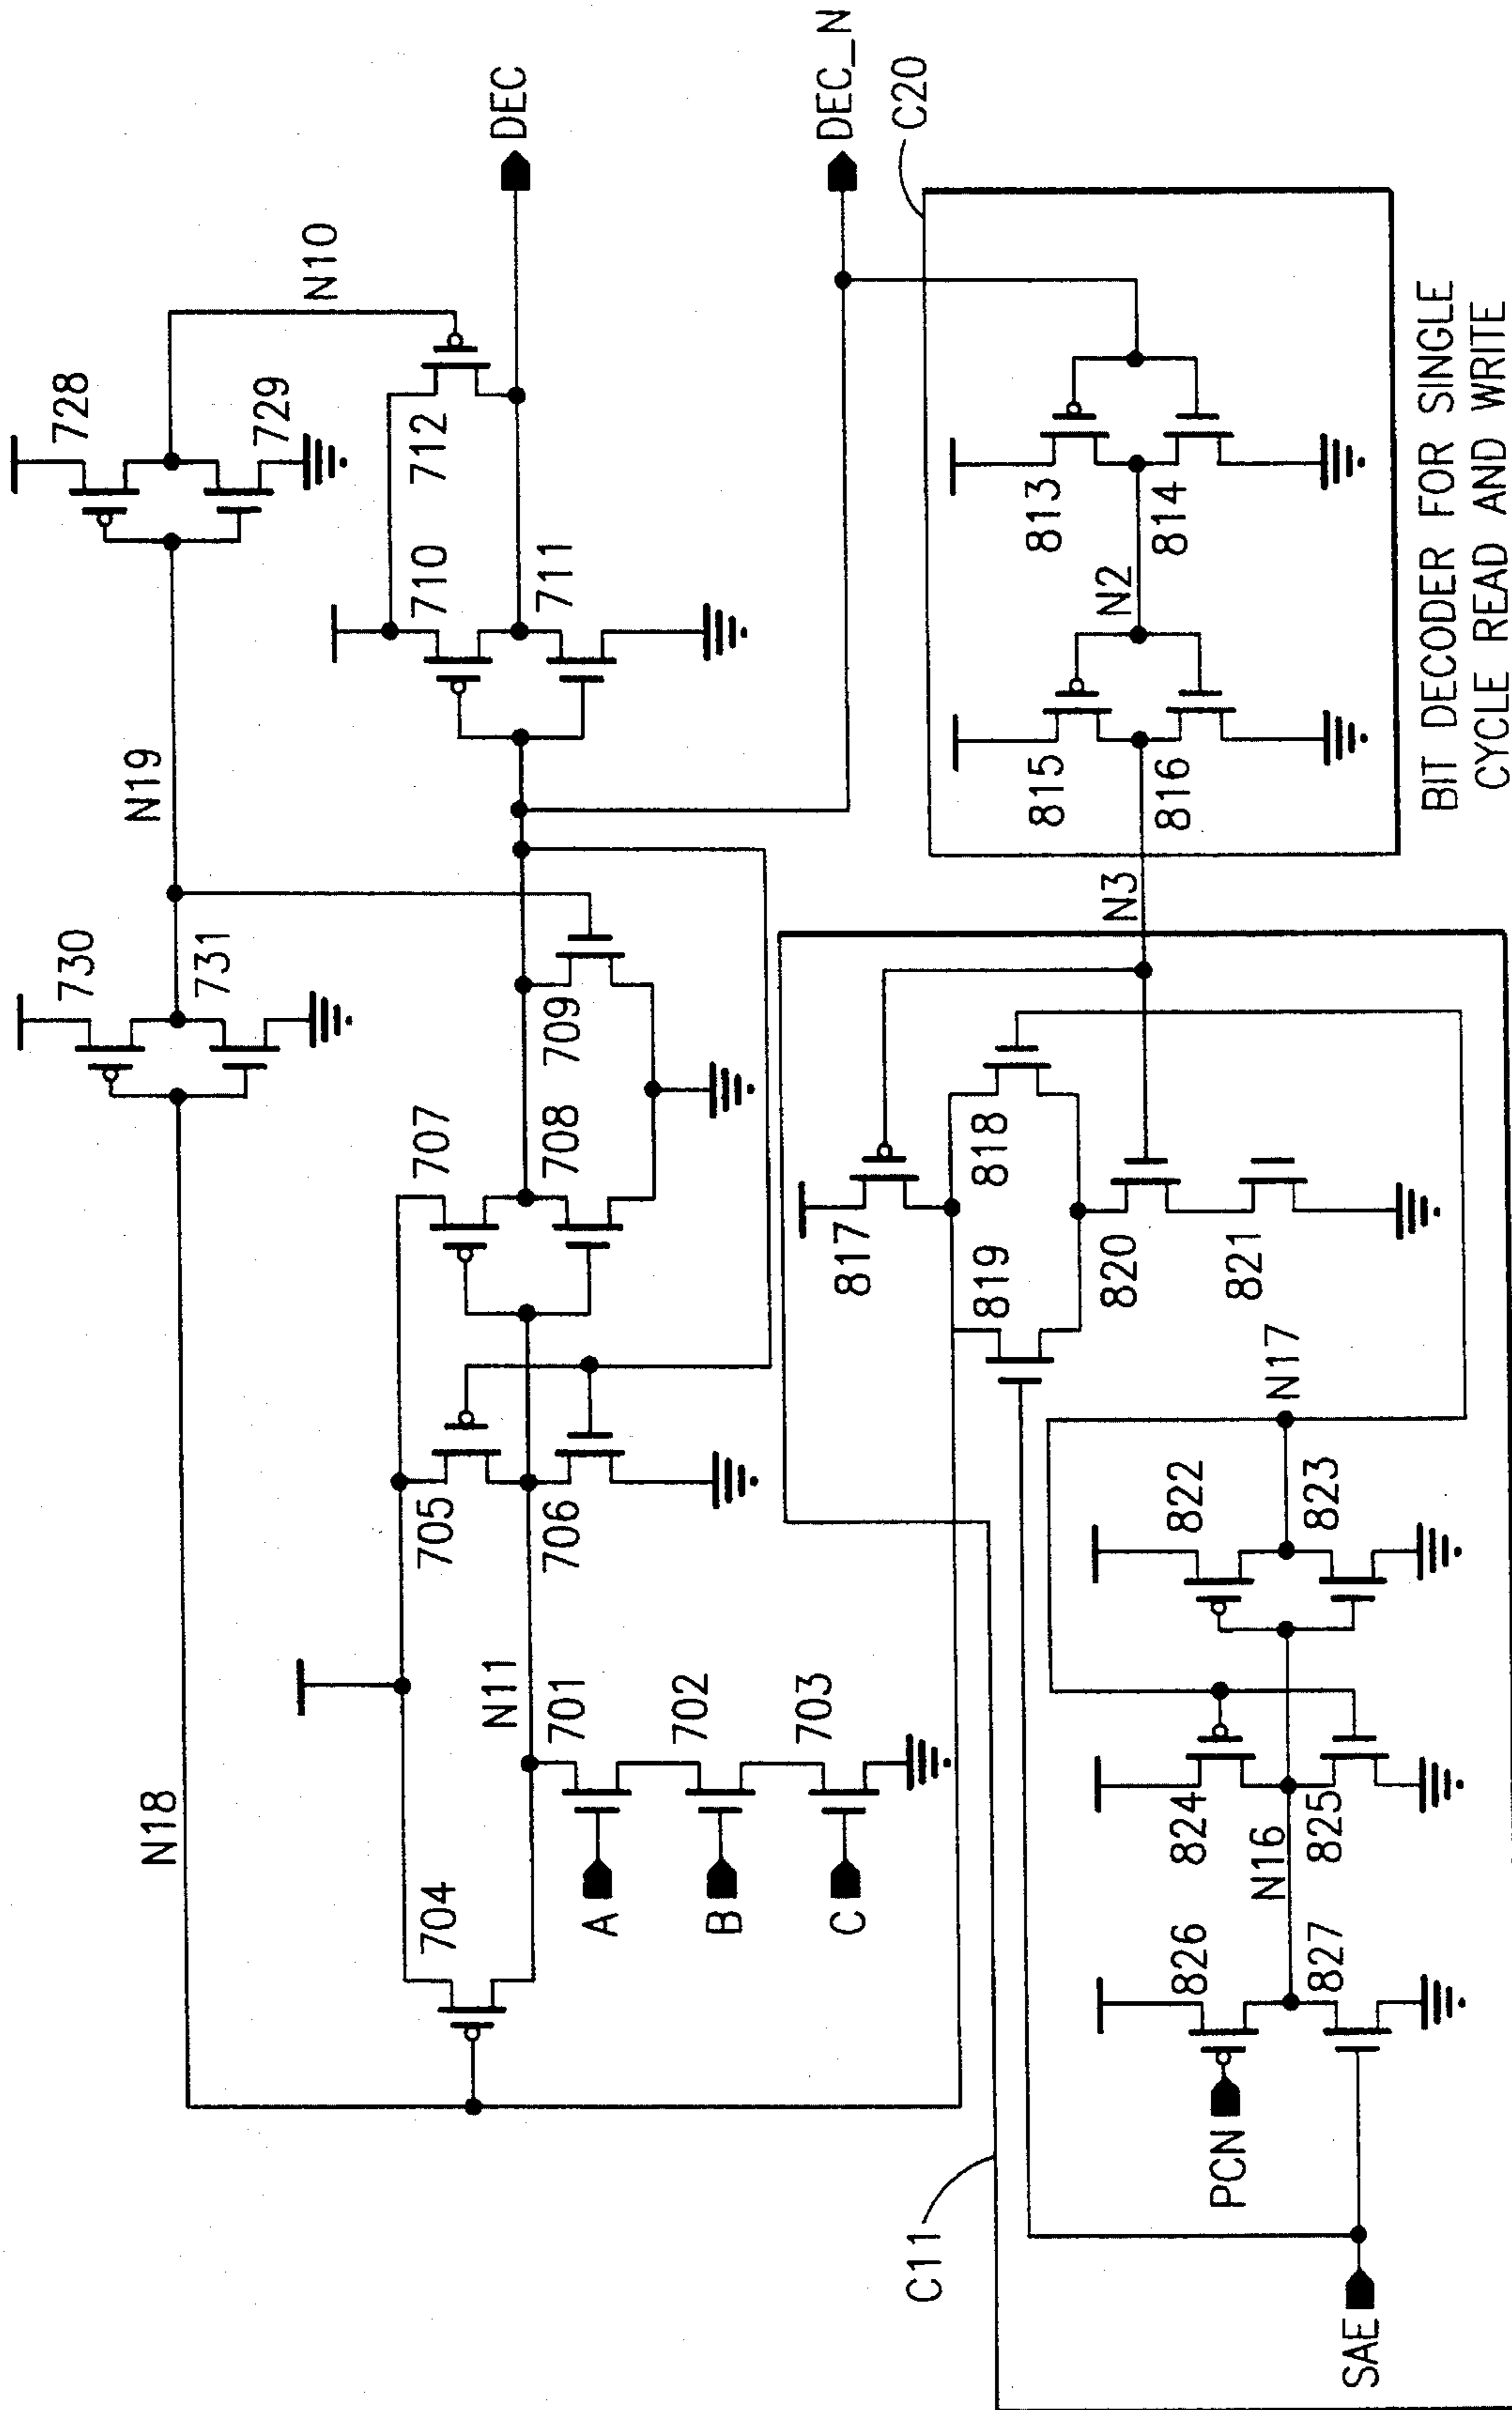 728
N10
729
DEC
712
710
711
N19
730
731
707
708
709
705
706
N18
704
N11
701
702
703
A
B
C
DEC_N
C20
813
814
N2
815
816
N3
BIT DECODER FOR SINGLE
CYCLE READ AND WRITE
817
818
819
820
821
N17
822
823
824
825
N16
826
827
PCN
SAE
C11